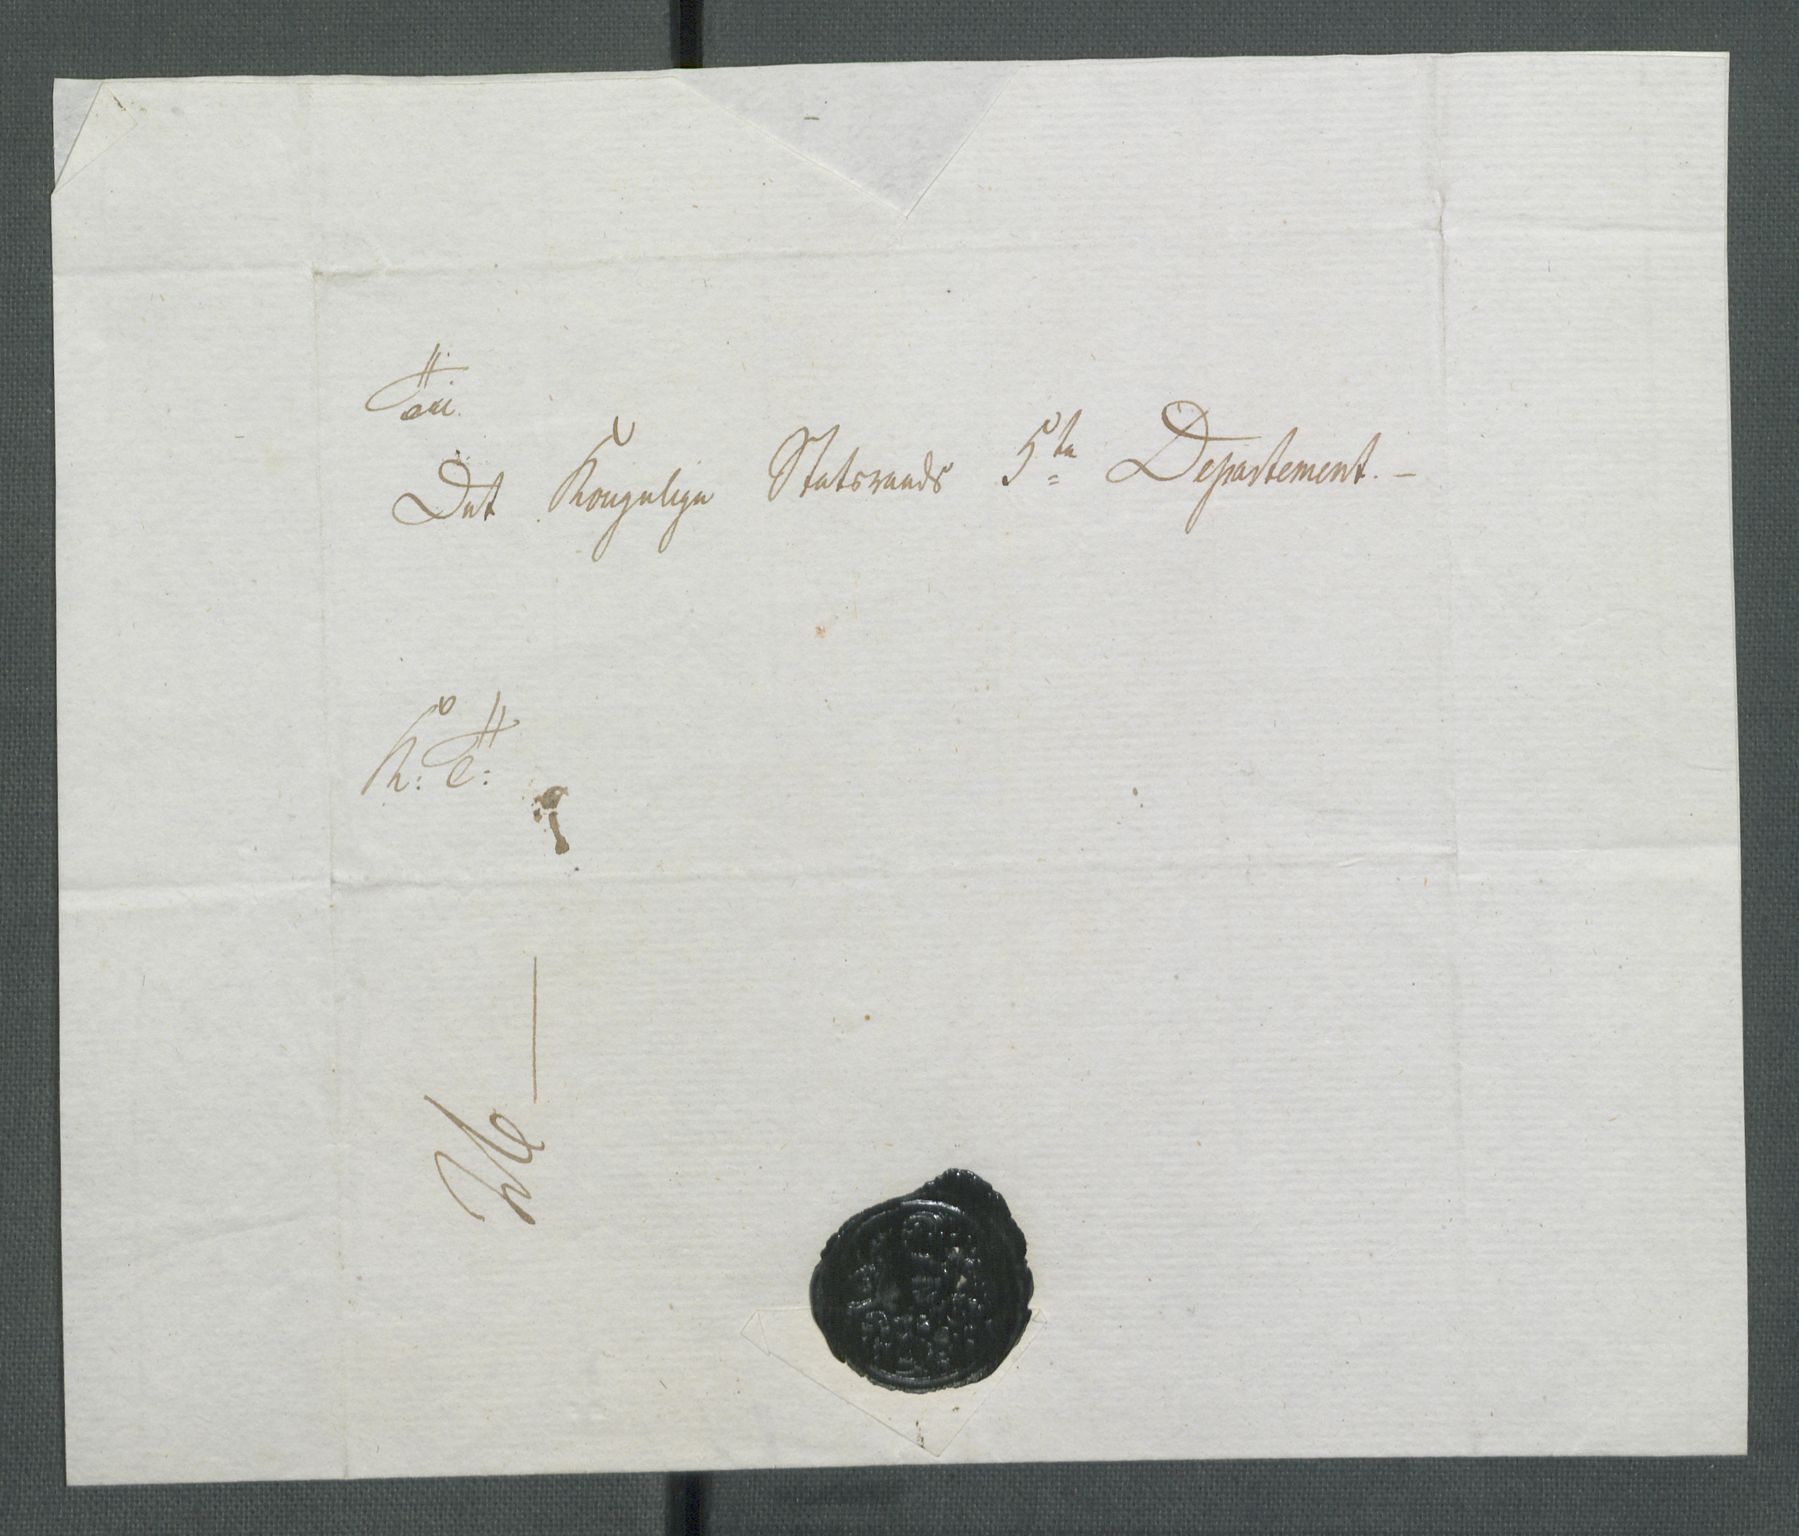 Til
Det Kongelige Statsraads 5te Departement. –
K: T: